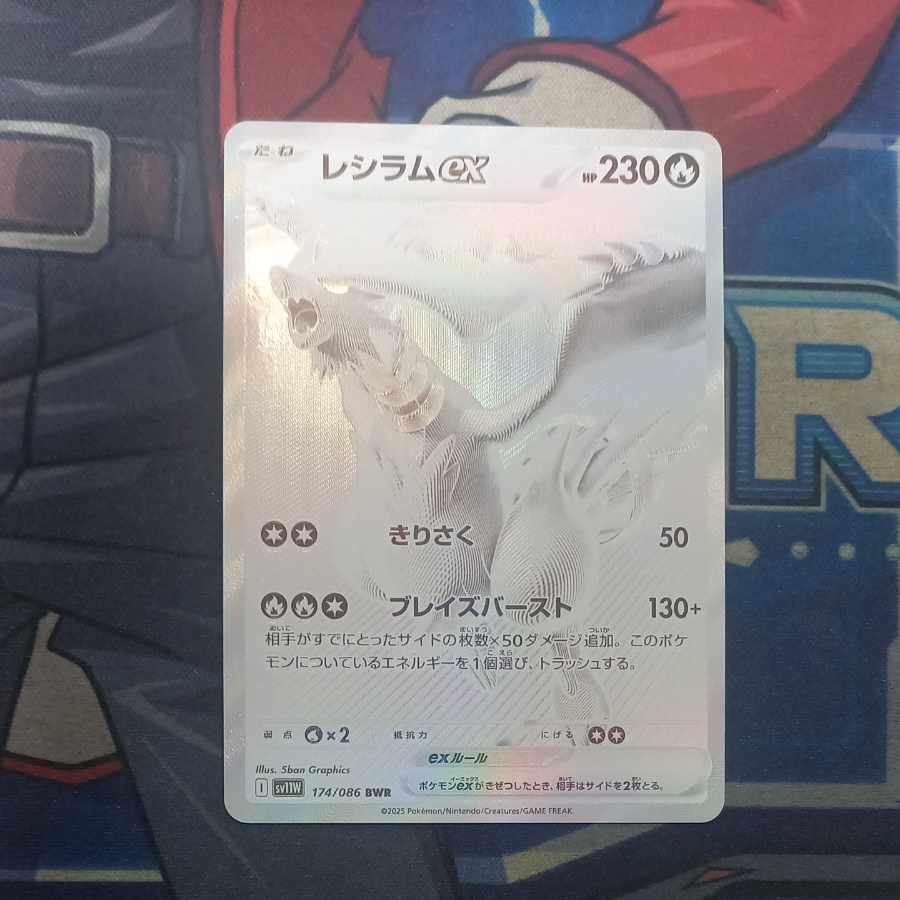 たね レシラムex HP230
きりさく 50
ブレイズバースト 130+
相手がすでにとったサイドの枚数×50ダメージ追加。このポケ
モンについているエネルギーを1個選び、トラッシュする。
弱点 ×2 抵抗力 にげる
exルール
ポケモンexがきぜつしたとき、相手はサイドを2枚とる。
Illus. 5ban Graphics
I sv11W 174/086 BWR
©2025 Pokémon/Nintendo/Creatures/GAME FREAK
R